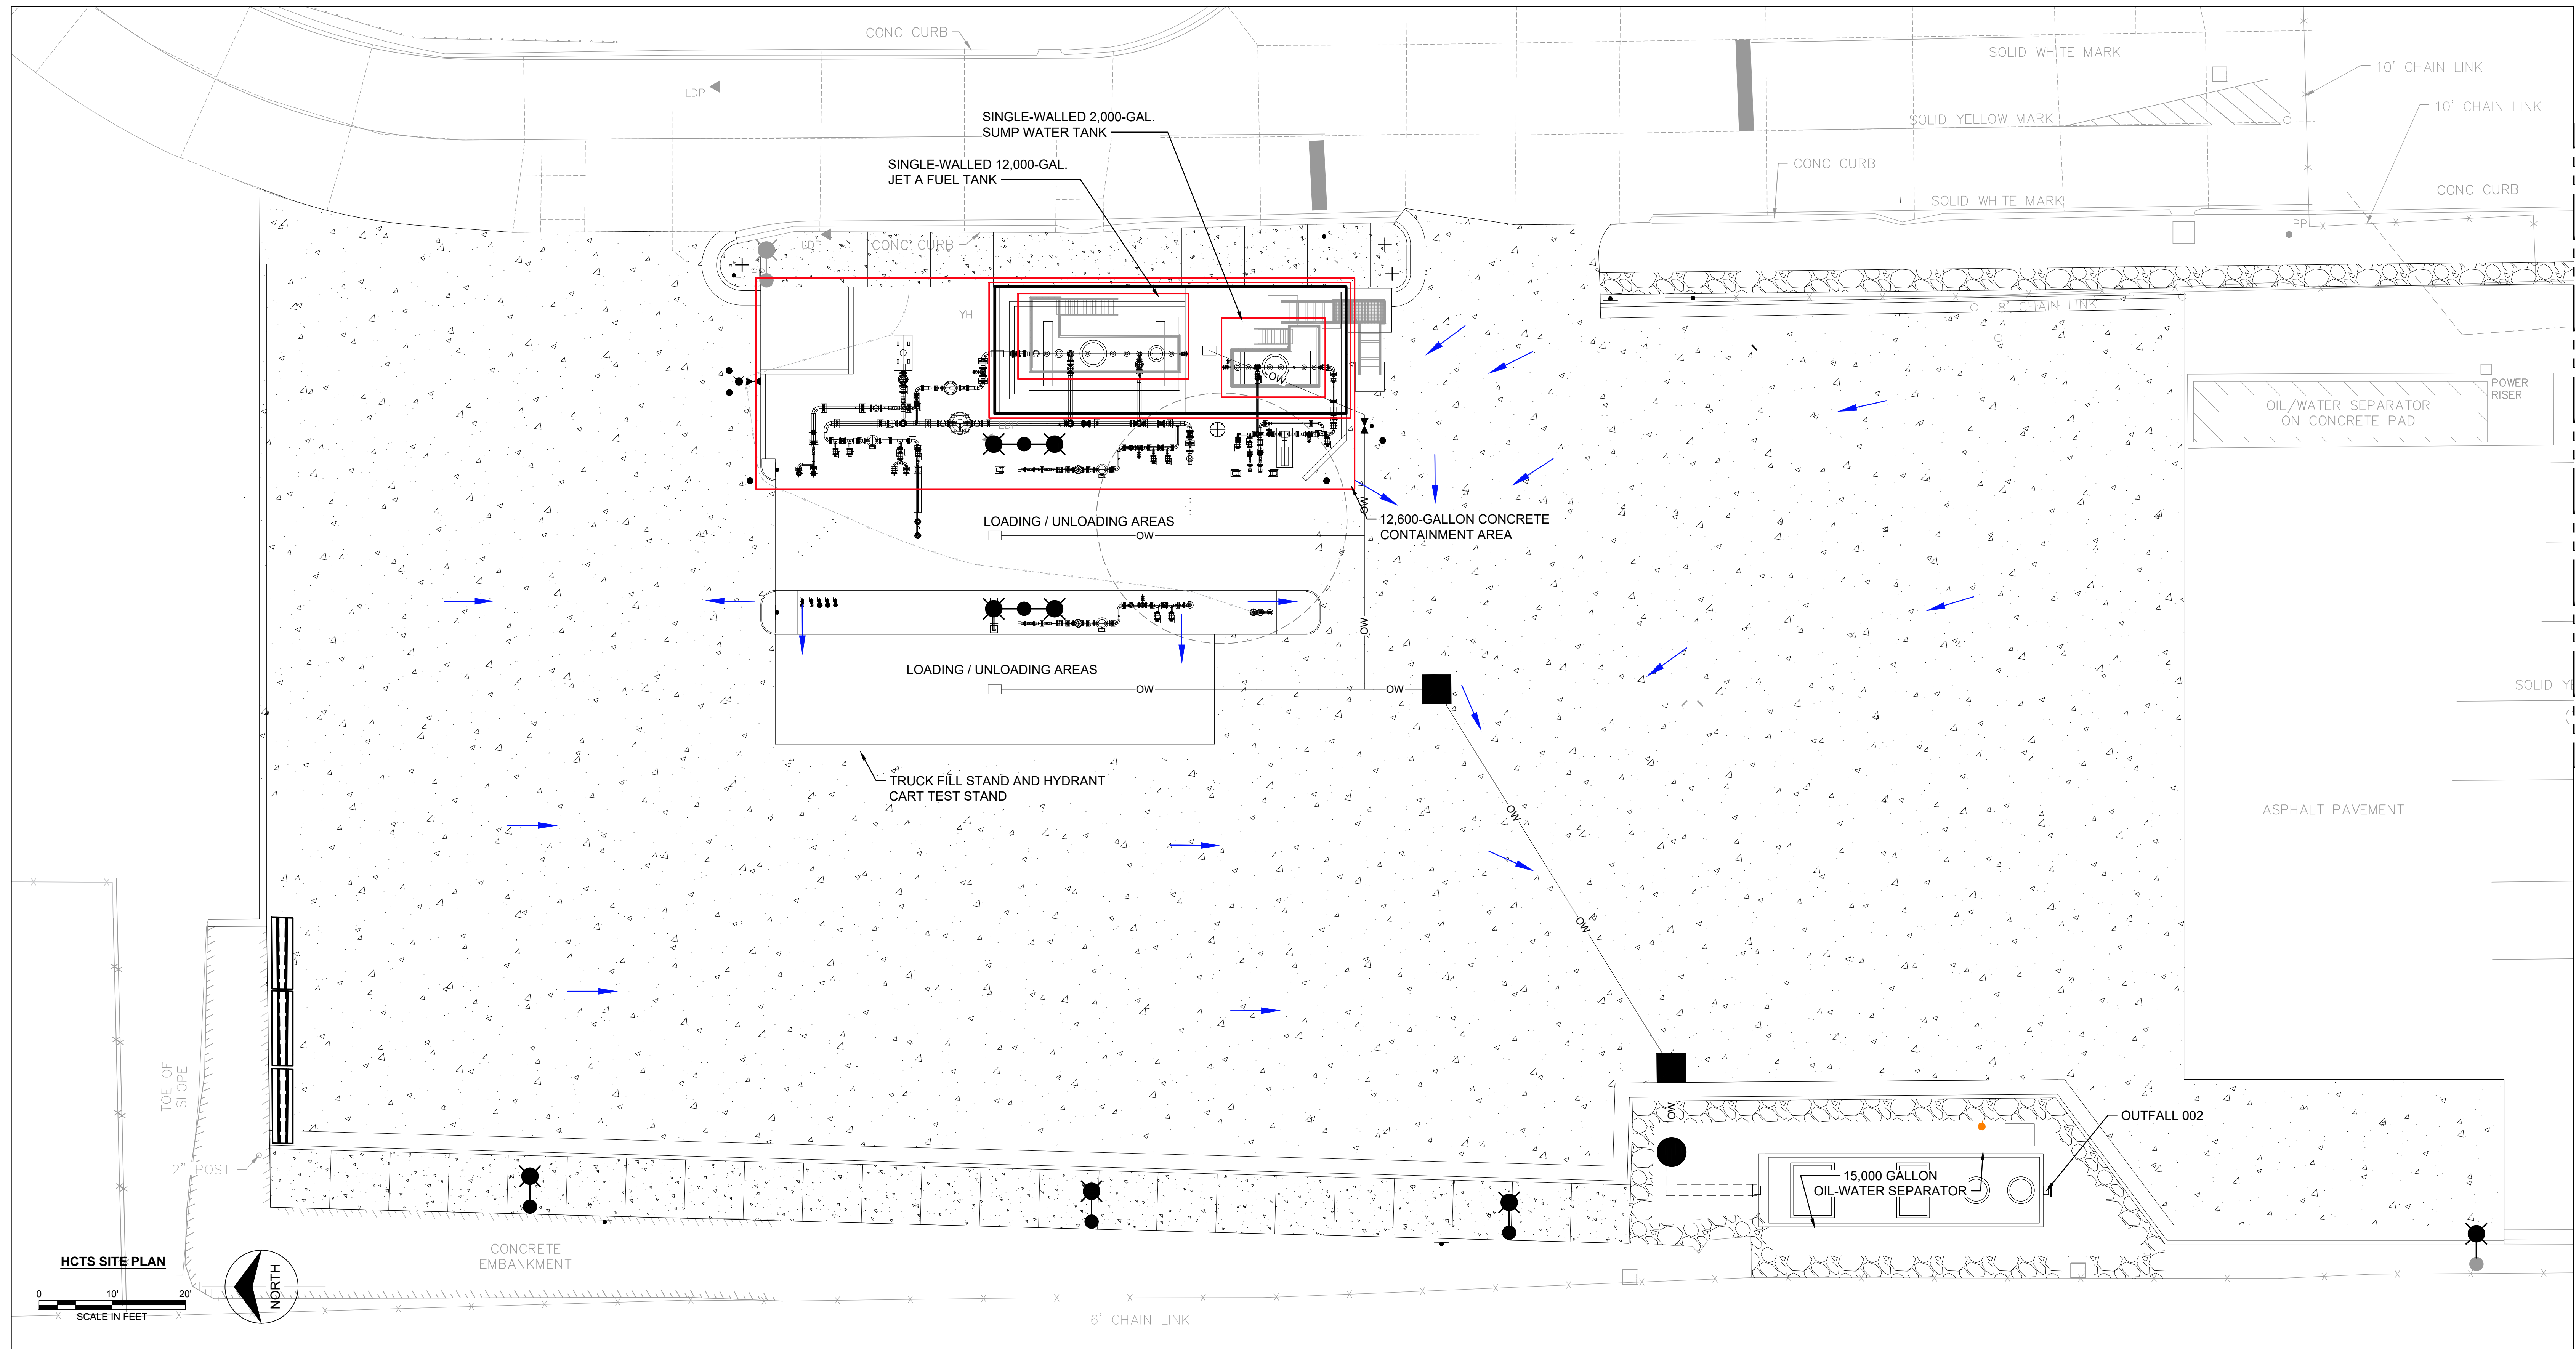 CONC CURB
SOLID WHITE MARK
10' CHAIN LINK
LDP
10' CHAIN LINK
SINGLE-WALLED 2,000-GAL.
SUMP WATER TANK
SOLID YELLOW MARK
SINGLE-WALLED 12,000-GAL.
JET A FUEL TANK
CONC CURB
CONC CURB
SOLID WHITE MARK
PP
LDP
CONC CURB
8' CHAIN LINK
YH
OW
POWER
RISER
OIL/WATER SEPARATOR
ON CONCRETE PAD
LDP
OW
LOADING / UNLOADING AREAS
12,600-GALLON CONCRETE
CONTAINMENT AREA
OW
OW
LOADING / UNLOADING AREAS
OW
OW
TRUCK FILL STAND AND HYDRANT
CART TEST STAND
OW
ASPHALT PAVEMENT
OW
TOE OF
SLOPE
OW
OUTFALL 002
2" POST
15,000 GALLON
OIL-WATER SEPARATOR
CONCRETE
EMBANKMENT
HCTS SITE PLAN
NORTH
0 10' 20'
SCALE IN FEET
6' CHAIN LINK